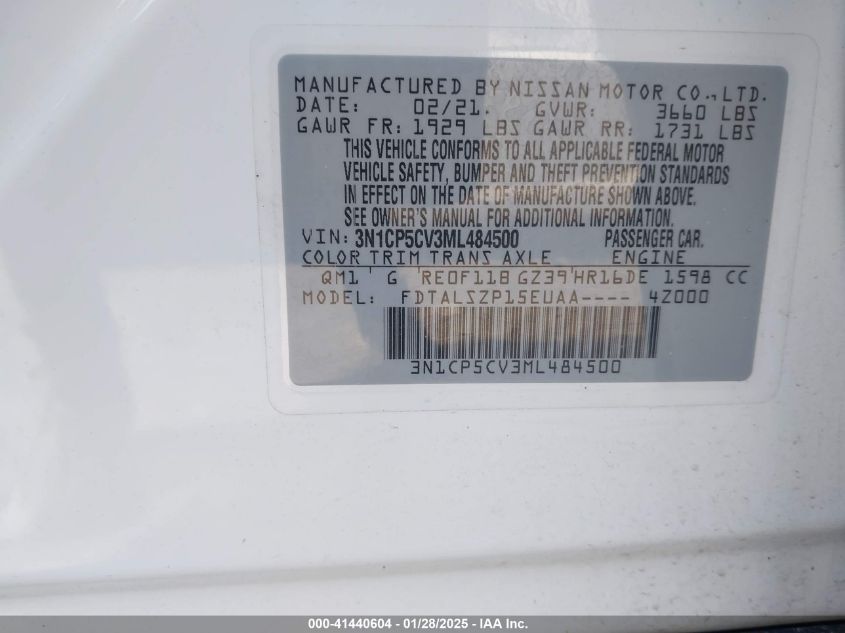 MANUFACTURED BY NISSAN MOTOR CO., LTD.
DATE: 02/21. GVWR: 3660 LBS
GAWR FR: 1929 LBS GAWR RR: 1731 LBS
THIS VEHICLE CONFORMS TO ALL APPLICABLE FEDERAL MOTOR
VEHICLE SAFETY, BUMPER AND THEFT PREVENTION STANDARDS
IN EFFECT ON THE DATE OF MANUFACTURE SHOWN ABOVE.
SEE OWNER'S MANUAL FOR ADDITIONAL INFORMATION.
VIN: 3N1CP5CV3ML484500 PASSENGER CAR.
COLOR TRIM TRANS AXLE ENGINE
QM1 ' G ' RE0F11B GZ39'HR16DE 1598 CC
MODEL: FDTALSZP15EUAA---- 4Z000
3N1CP5CV3ML484500
000-41440604 - 01/28/2025 - IAA Inc.